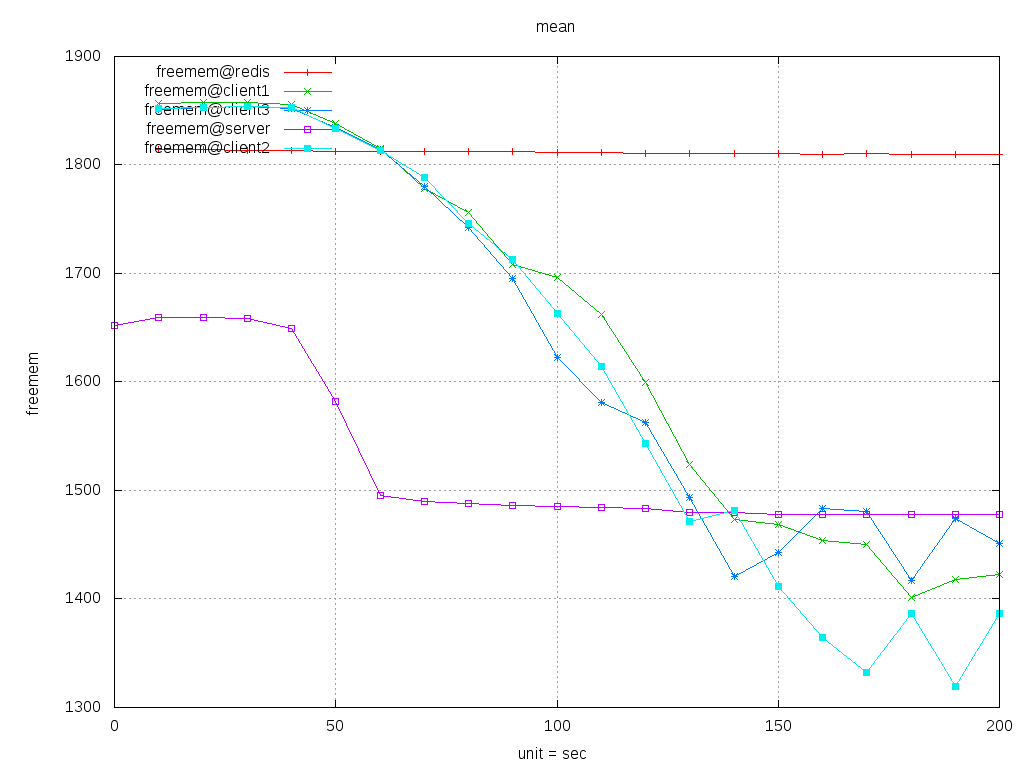 mean
freemem@redis
freemem@client1
freemem@client3
freemem@server
freemem@client2
1900
1800
1700
1600
1500
1400
1300
freemem
0 50 100 150 200
unit = sec